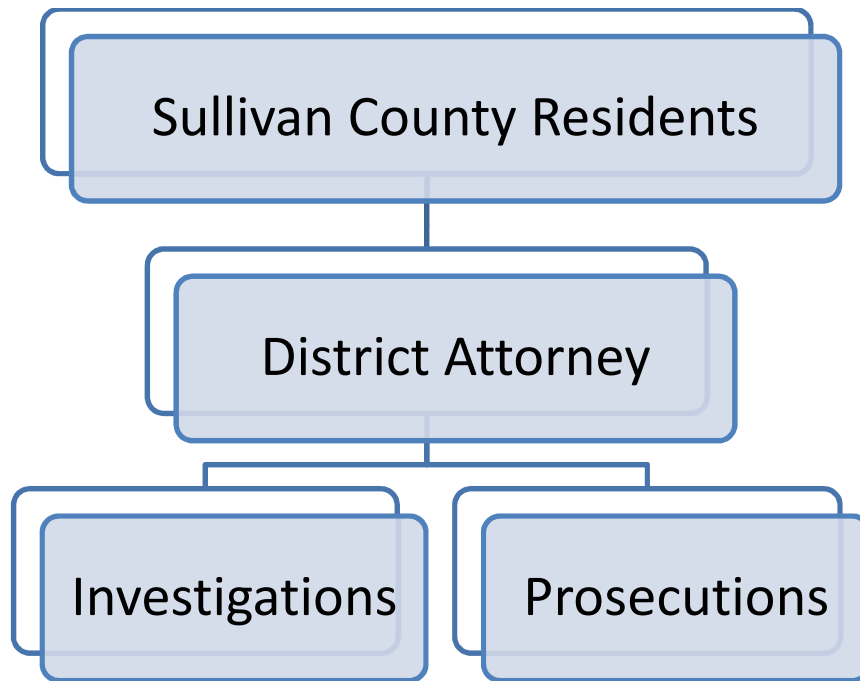 Sullivan County Residents
District Attorney
Investigations
Prosecutions